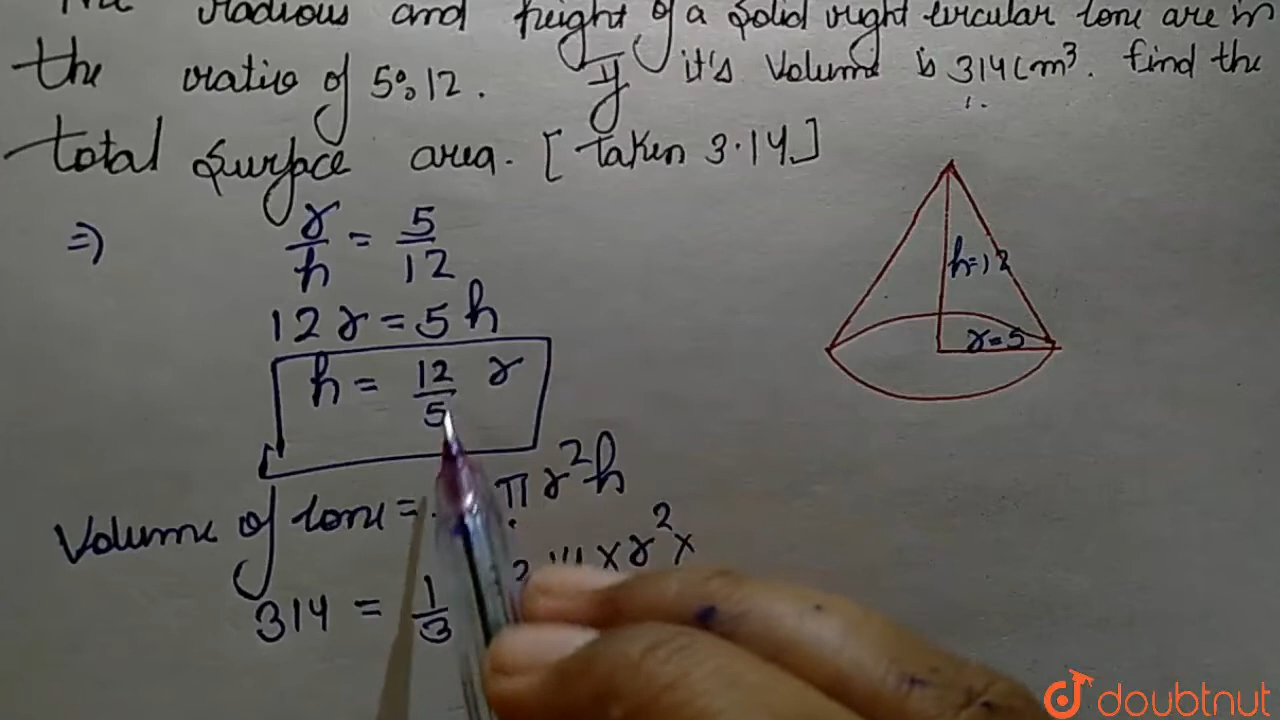 The radious and height of a solid right circular cone are in
the ratio of 5:12. If it's Volume is 314 cm³. find the
total Surface area. [Taken 3.14]
⇒ r/h = 5/12
12r = 5h
h = 12/5 r
h=12
r=5
Volume of cone = πr²h
314 = 1/3 × r² ×
doubtnut